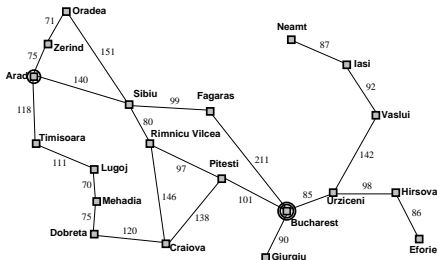 Oradea
71
Neamt
Zerind
87
75
151
Iasi
Arad
140
92
Sibiu
Fagaras
99
118
Vaslui
80
Timisoara
Rimnicu Vilcea
142
111
211
Lugoj
97
Pitesti
70
85
98
Hirsova
146
101
Urziceni
Mehadia
138
86
75
Bucharest
Dobreta
120
90
Craiova
Eforie
Giurgiu